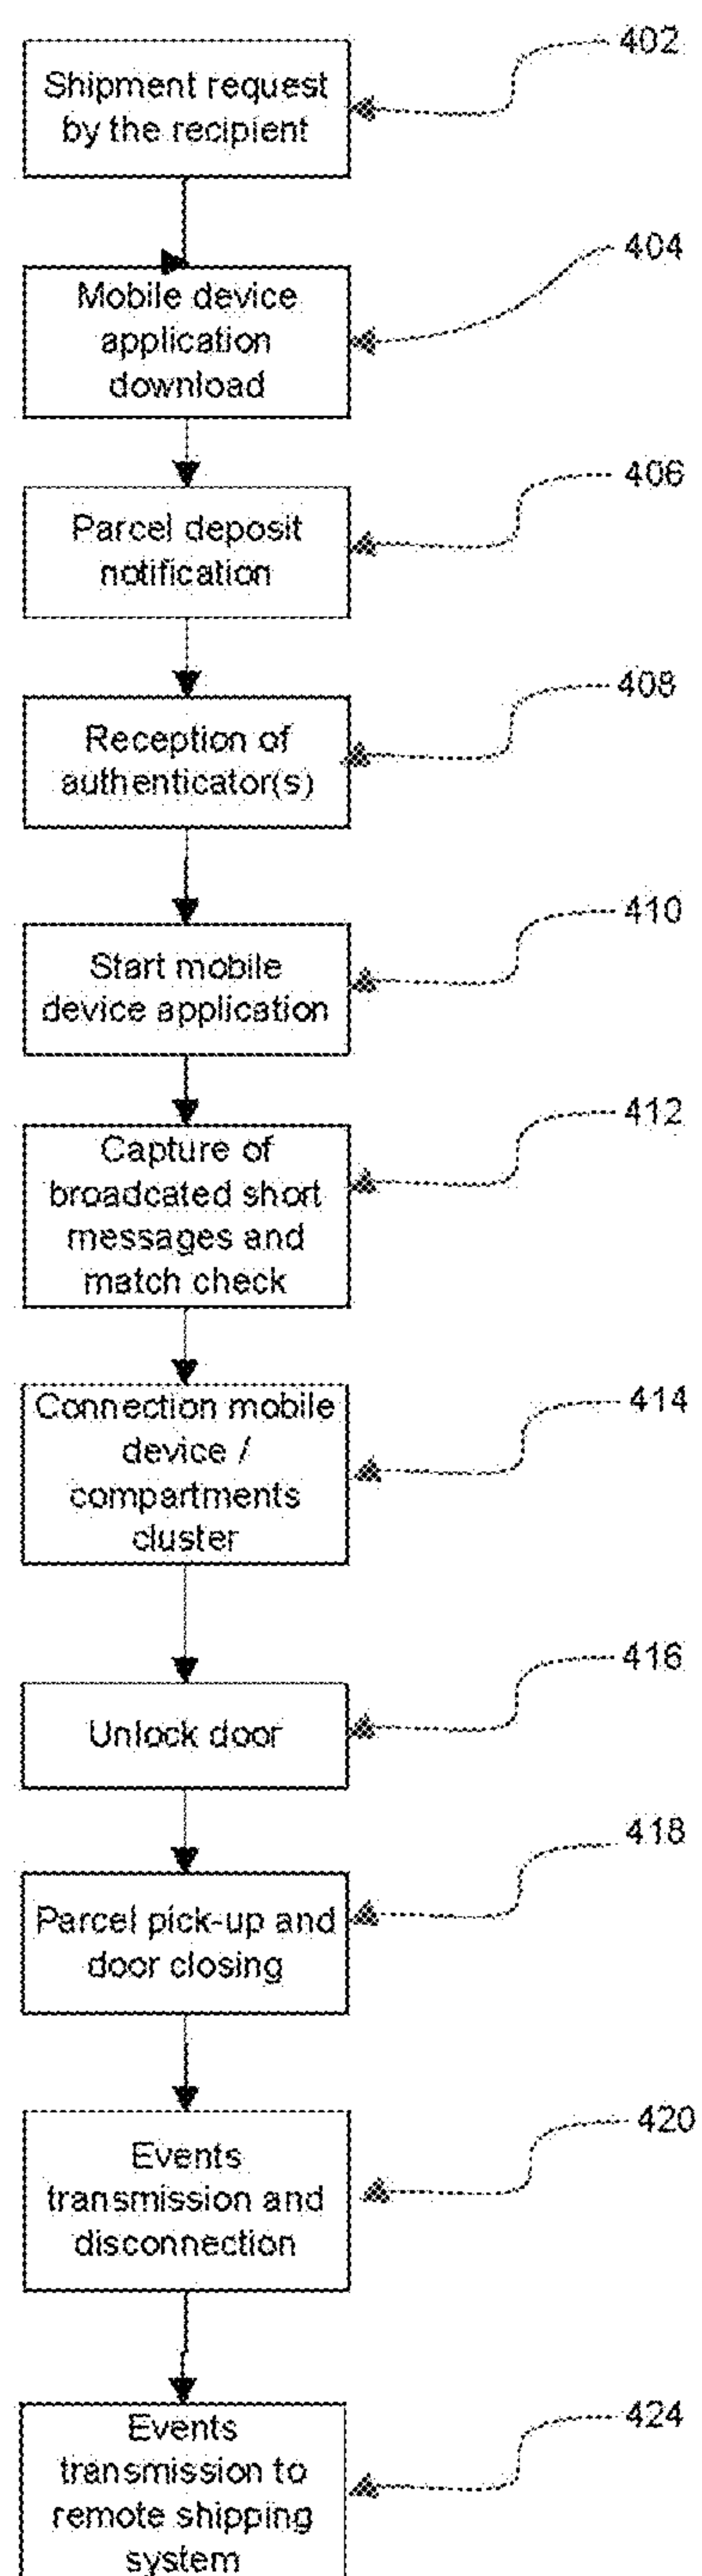 402
Shipment request
by the recipient
404
Mobile device
application
download
406
Parcel deposit
notification
408
Reception of
authenticator(s)
410
Start mobile
device application
412
Capture of
broadcated short
messages and
match check
414
Connection mobile
device /
compartments
cluster
416
Unlock door
418
Parcel pick-up and
door closing
420
Events
transmission and
disconnection
424
Events
transmission to
remote shipping
system